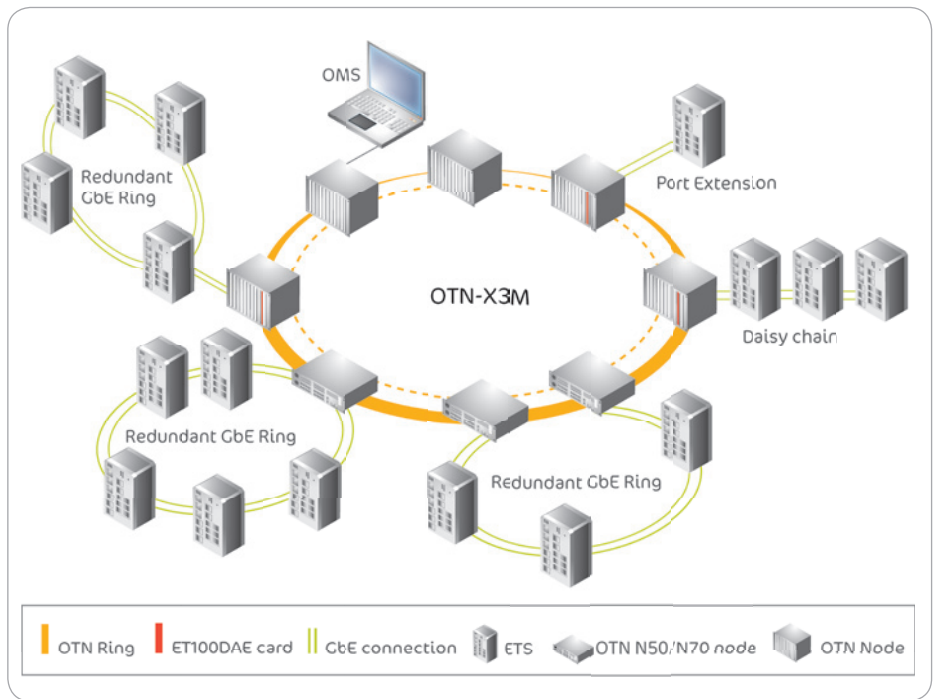 OMS
Redundant
GbE Ring
Port Extension
OTN-X3M
Daisy chain
Redundant GbE Ring
Redundant GbE Ring
OTN Ring
ET100DAE card
GbE connection
ETS
OTN N50/N70 node
OTN Node